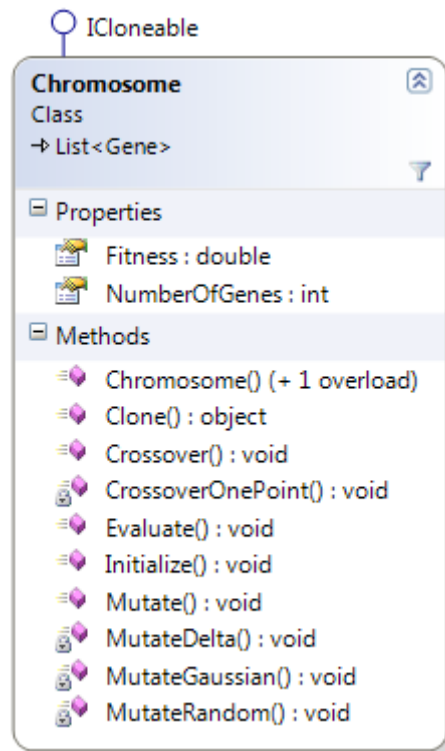 ICloneable
Chromosome
Class
List<Gene>
Properties
Fitness : double
NumberOfGenes : int
Methods
Chromosome() (+ 1 overload)
Clone() : object
Crossover() : void
CrossoverOnePoint() : void
Evaluate() : void
Initialize() : void
Mutate() : void
MutateDelta() : void
MutateGaussian() : void
MutateRandom() : void